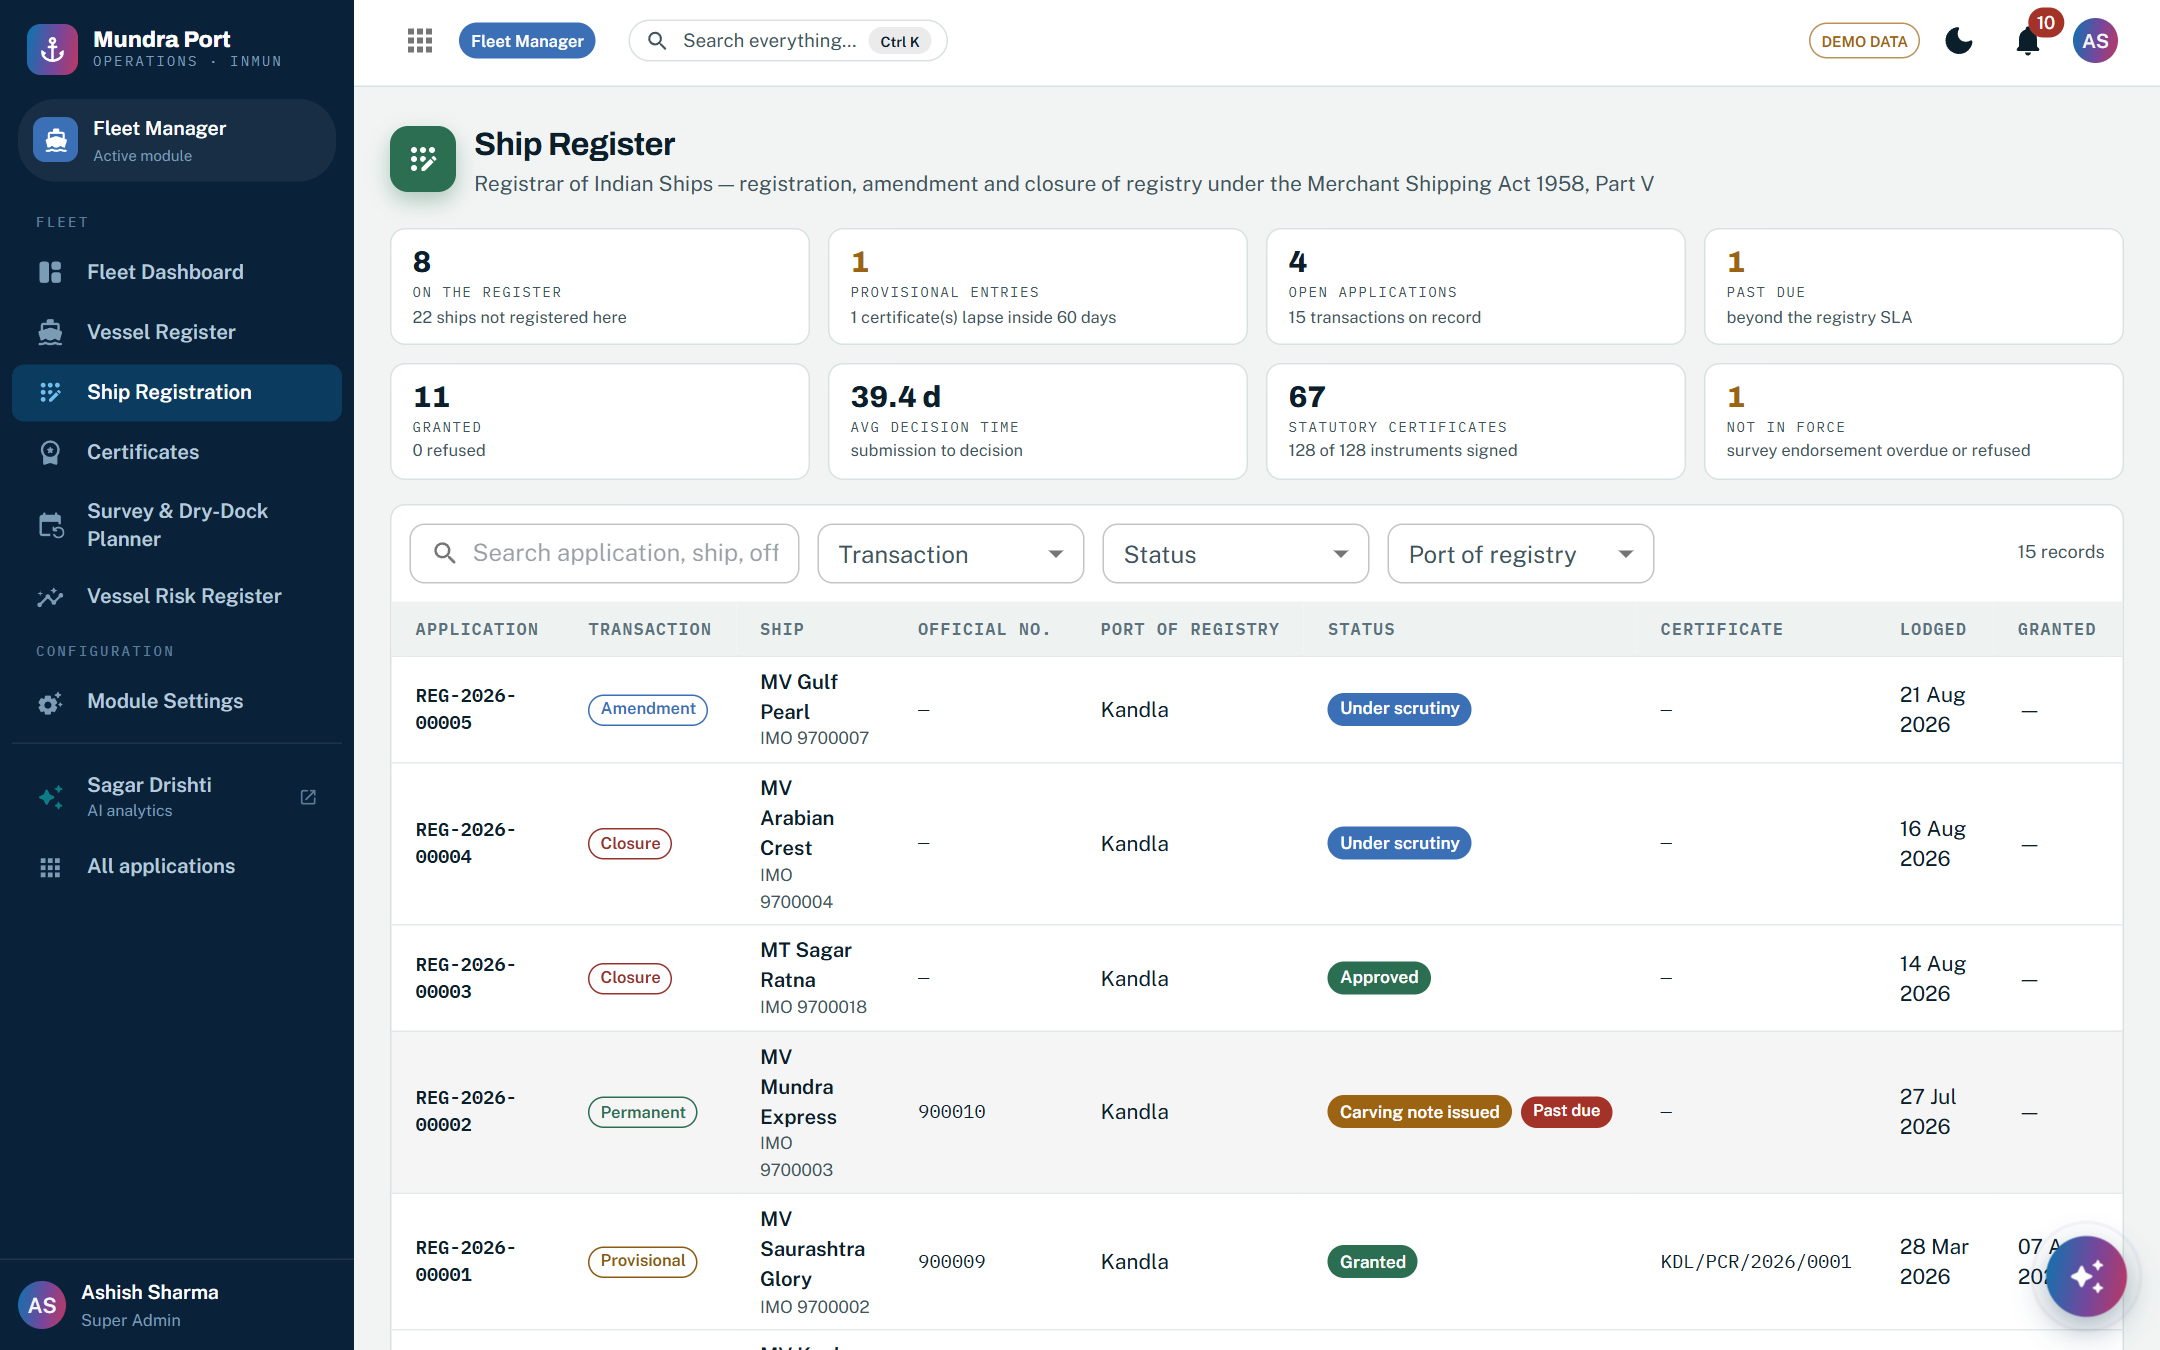 Mundra Port
OPERATIONS · INMUN
Fleet Manager
Active module
FLEET
Fleet Dashboard
Vessel Register
Ship Registration
Certificates
Survey & Dry-Dock
Planner
Vessel Risk Register
CONFIGURATION
Module Settings
Sagar Drishti
AI analytics
All applications
AS
Ashish Sharma
Super Admin
Fleet Manager
Search everything...
Ctrl K
DEMO DATA
10
AS
Ship Register
Registrar of Indian Ships — registration, amendment and closure of registry under the Merchant Shipping Act 1958, Part V
8
ON THE REGISTER
22 ships not registered here
1
PROVISIONAL ENTRIES
1 certificate(s) lapse inside 60 days
4
OPEN APPLICATIONS
15 transactions on record
1
PAST DUE
beyond the registry SLA
11
GRANTED
0 refused
39.4 d
AVG DECISION TIME
submission to decision
67
STATUTORY CERTIFICATES
128 of 128 instruments signed
1
NOT IN FORCE
survey endorsement overdue or refused
Search application, ship, off
Transaction
Status
Port of registry
15 records
APPLICATION TRANSACTION SHIP OFFICIAL NO. PORT OF REGISTRY STATUS CERTIFICATE LODGED GRANTED
REG-2026-
00005
Amendment
MV Gulf
Pearl
IMO 9700007
—
Kandla
Under scrutiny
—
21 Aug
2026
—
REG-2026-
00004
Closure
MV
Arabian
Crest
IMO
9700004
—
Kandla
Under scrutiny
—
16 Aug
2026
—
REG-2026-
00003
Closure
MT Sagar
Ratna
IMO 9700018
—
Kandla
Approved
—
14 Aug
2026
—
REG-2026-
00002
Permanent
MV
Mundra
Express
IMO
9700003
900010
Kandla
Carving note issued
Past due
—
27 Jul
2026
—
REG-2026-
00001
Provisional
MV
Saurashtra
Glory
IMO 9700002
900009
Kandla
Granted
KDL/PCR/2026/0001
28 Mar
2026
07